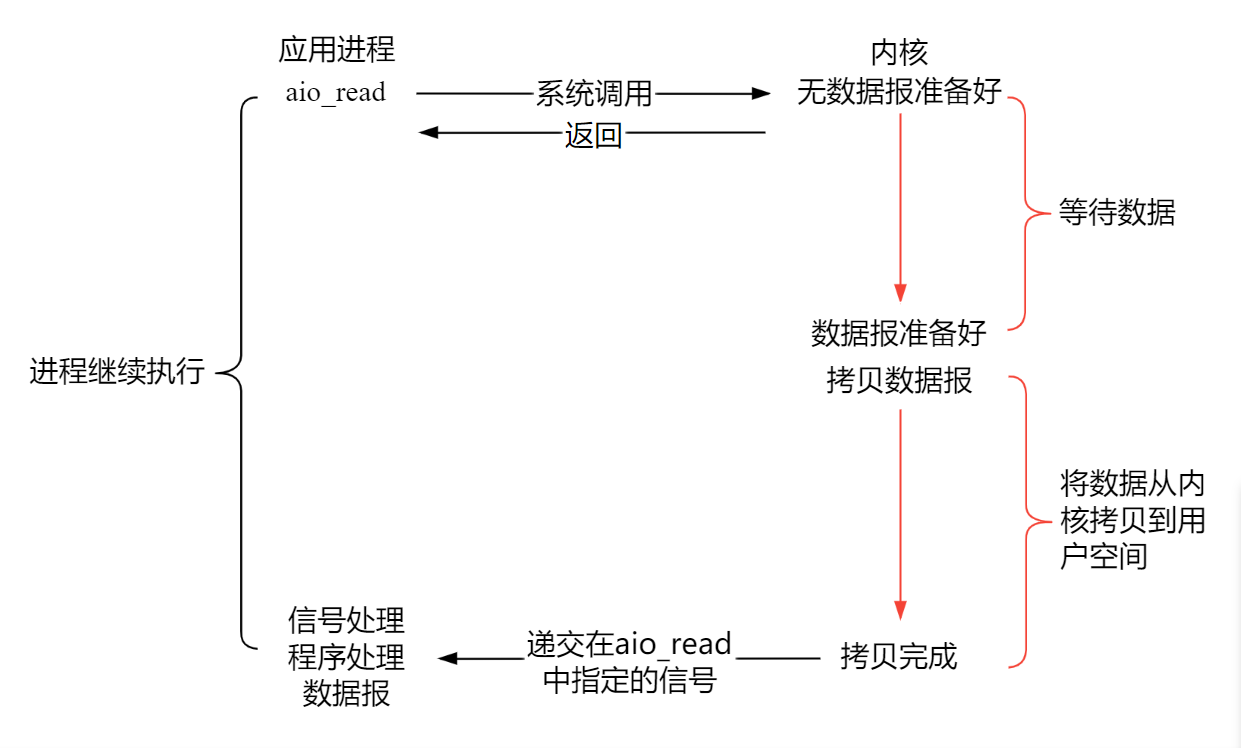 应用进程
内核
aio_read
系统调用
无数据报准备好
返回
等待数据
数据报准备好
进程继续执行
拷贝数据报
将数据从内
核拷贝到用
户空间
信号处理
程序处理
数据报
递交在aio_read
中指定的信号
拷贝完成